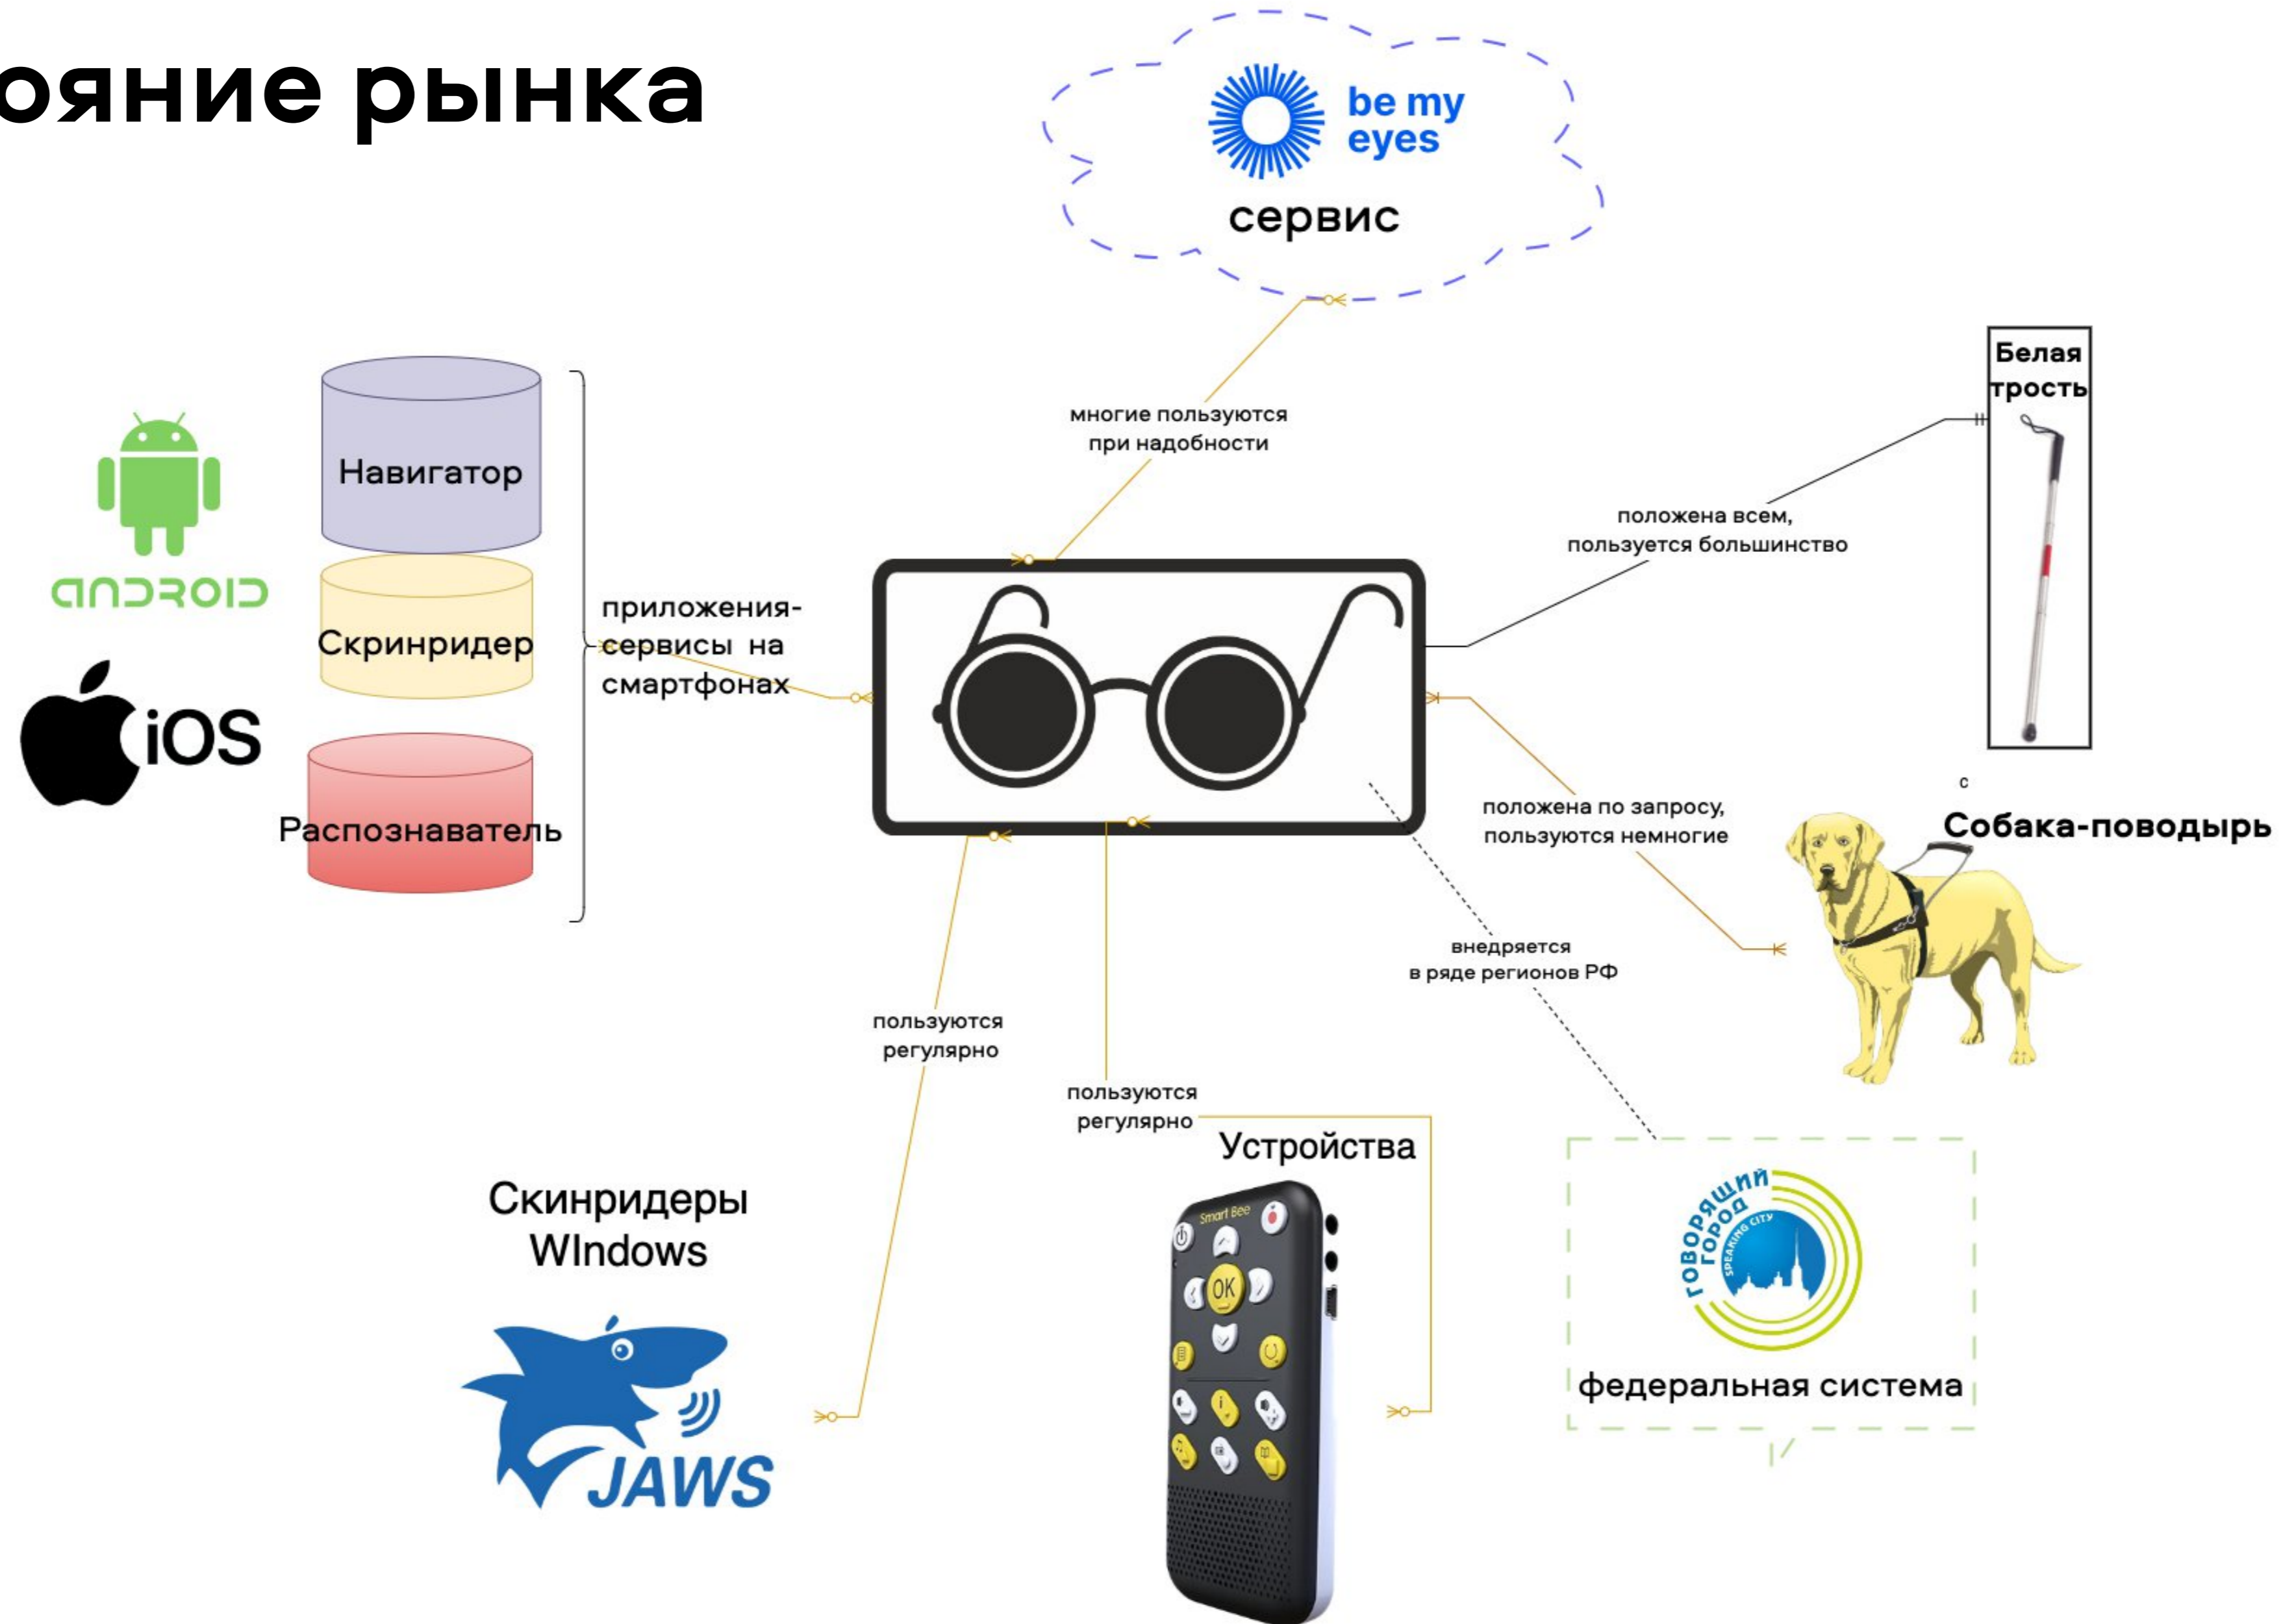 ояние рынка
be my
eyes
сервис
многие пользуются
при надобности
Белая
трость
положена всем,
пользуется большинство
Навигатор
Скринридер
Распознаватель
android
iOS
приложения-
сервисы на
смартфонах
с
Собака-поводырь
положена по запросу,
пользуются немногие
внедряется
в ряде регионов РФ
пользуются
регулярно
пользуются
регулярно
Устройства
Smart Bee
OK
i
Скинридеры
WIndows
JAWS
ГОВОРЯЩИЙ
ГОРОД
SPEAKING CITY
федеральная система